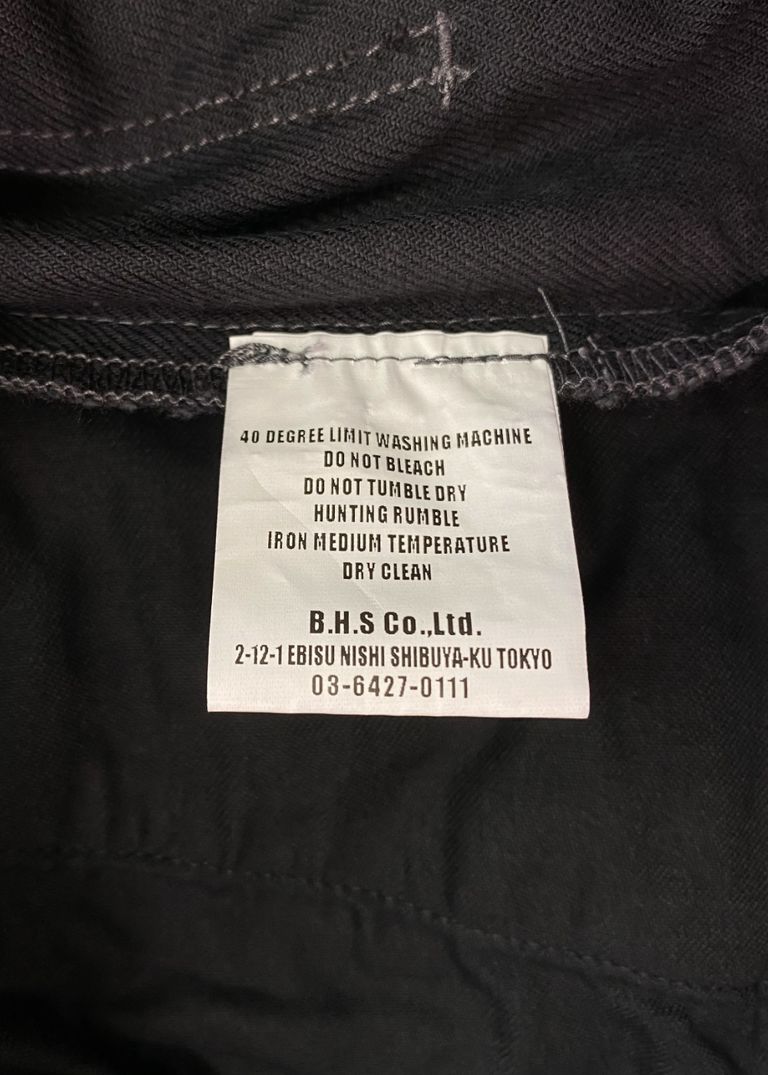 40 DEGREE LIMIT WASHING MACHINE
DO NOT BLEACH
DO NOT TUMBLE DRY
HUNTING RUMBLE
IRON MEDIUM TEMPERATURE
DRY CLEAN
B.H.S Co.,Ltd.
2-12-1 EBISU NISHI SHIBUYA-KU TOKYO
03-6427-0111